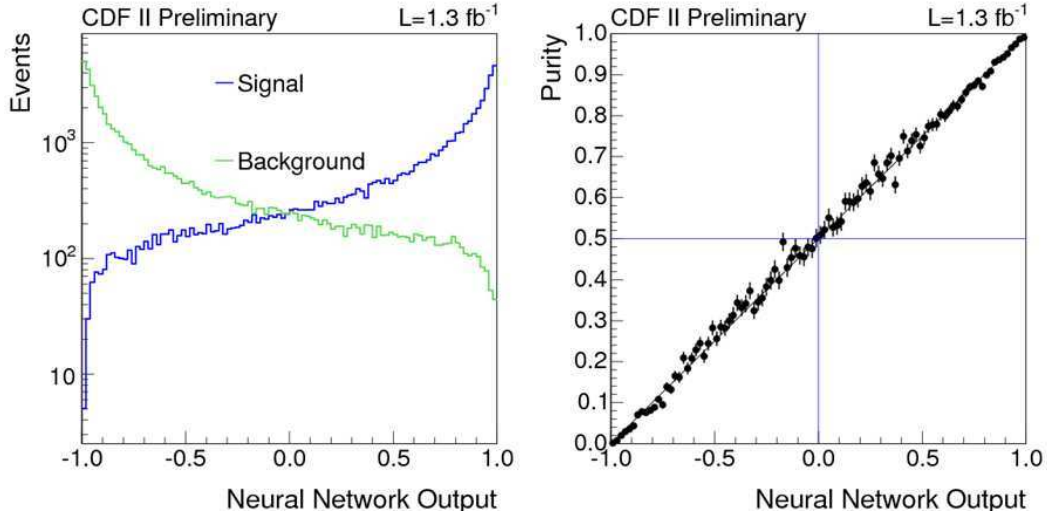 CDF II Preliminary L=1.3 fb⁻¹
Events
Signal
Background
10³
10²
10
-1.0 -0.5 0.0 0.5 1.0
Neural Network Output
CDF II Preliminary L=1.3 fb⁻¹
Purity
1.0
0.9
0.8
0.7
0.6
0.5
0.4
0.3
0.2
0.1
0.0
-1.0 -0.5 0.0 0.5 1.0
Neural Network Output